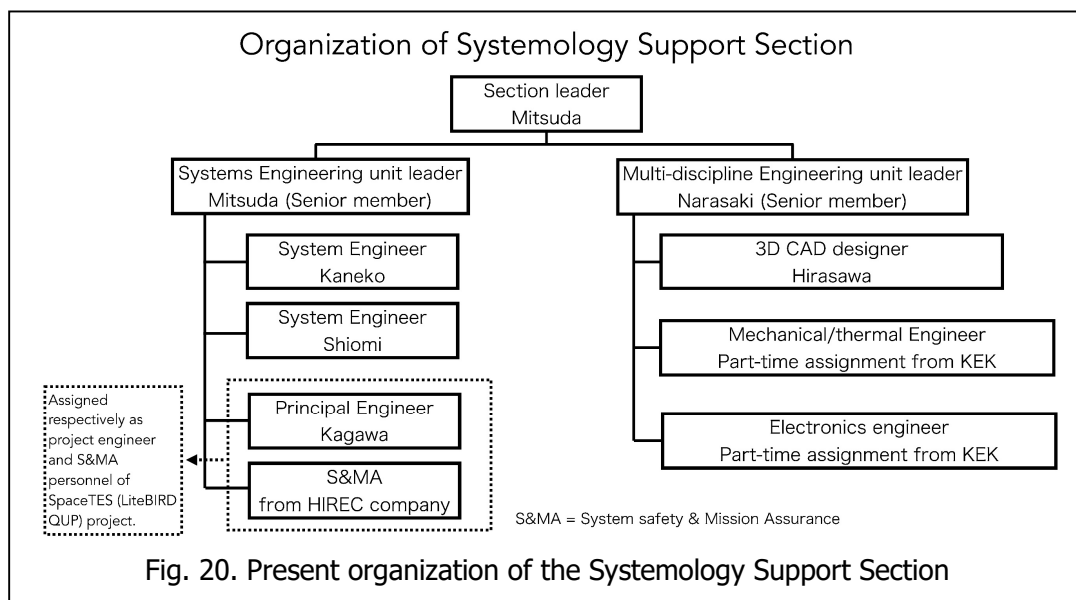 Organization of Systemology Support Section
Section leader
Mitsuda
Systems Engineering unit leader
Mitsuda (Senior member)
System Engineer
Kaneko
System Engineer
Shiomi
Principal Engineer
Kagawa
S&MA
from HIREC company
Assigned
respectively as
project engineer
and S&MA
personnel of
SpaceTES (LiteBIRD
QUP) project.
Multi-discipline Engineering unit leader
Narasaki (Senior member)
3D CAD designer
Hirasawa
Mechanical/thermal Engineer
Part-time assignment from KEK
Electronics engineer
Part-time assignment from KEK
S&MA = System safety & Mission Assurance
Fig. 20. Present organization of the Systemology Support Section